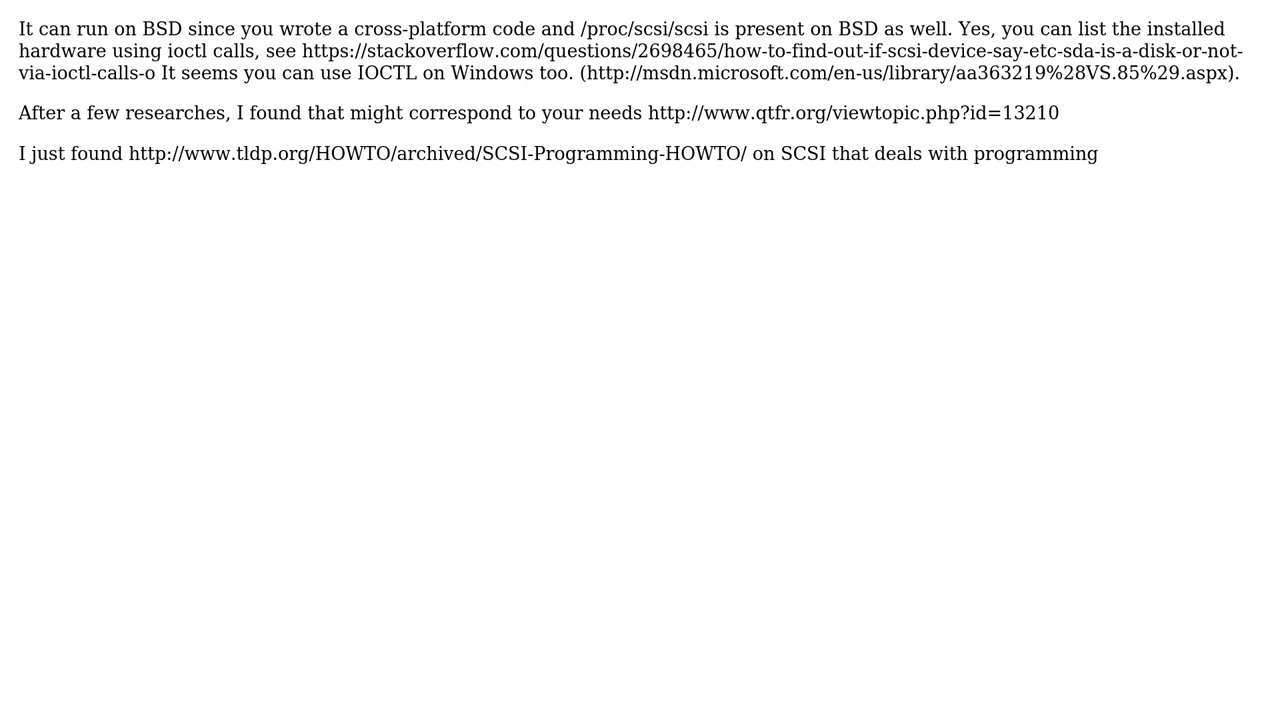 It can run on BSD since you wrote a cross-platform code and /proc/scsi/scsi is present on BSD as well. Yes, you can list the installed
hardware using ioctl calls, see https://stackoverflow.com/questions/2698465/how-to-find-out-if-scsi-device-say-etc-sda-is-a-disk-or-not-
via-ioctl-calls-o It seems you can use IOCTL on Windows too. (http://msdn.microsoft.com/en-us/library/aa363219%28VS.85%29.aspx).
After a few researches, I found that might correspond to your needs http://www.qtfr.org/viewtopic.php?id=13210
I just found http://www.tldp.org/HOWTO/archived/SCSI-Programming-HOWTO/ on SCSI that deals with programming